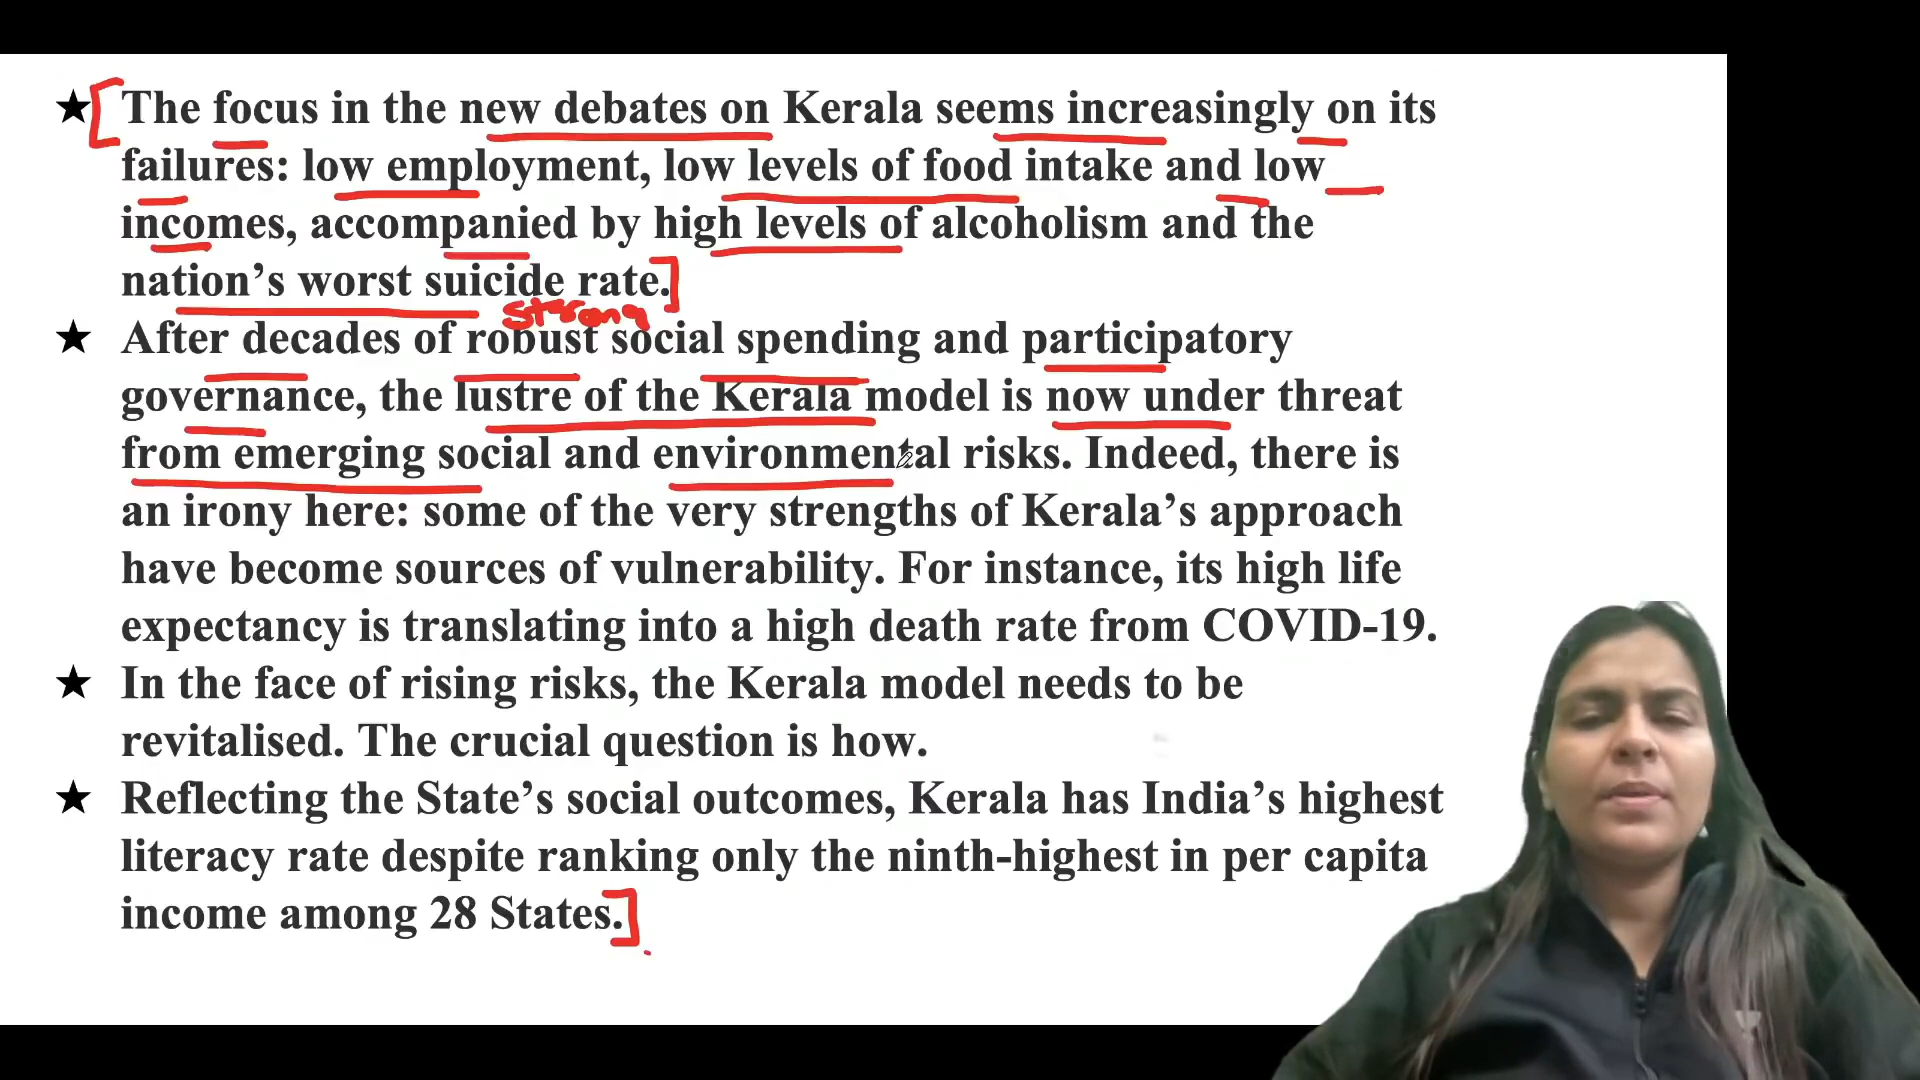 ★ The focus in the new debates on Kerala seems increasingly on its
failures: low employment, low levels of food intake and low
incomes, accompanied by high levels of alcoholism and the
nation’s worst suicide rate.
strong
★ After decades of robust social spending and participatory
governance, the lustre of the Kerala model is now under threat
from emerging social and environmental risks. Indeed, there is
an irony here: some of the very strengths of Kerala’s approach
have become sources of vulnerability. For instance, its high life
expectancy is translating into a high death rate from COVID-19.
★ In the face of rising risks, the Kerala model needs to be
revitalised. The crucial question is how.
★ Reflecting the State’s social outcomes, Kerala has India’s highest
literacy rate despite ranking only the ninth-highest in per capita
income among 28 States.